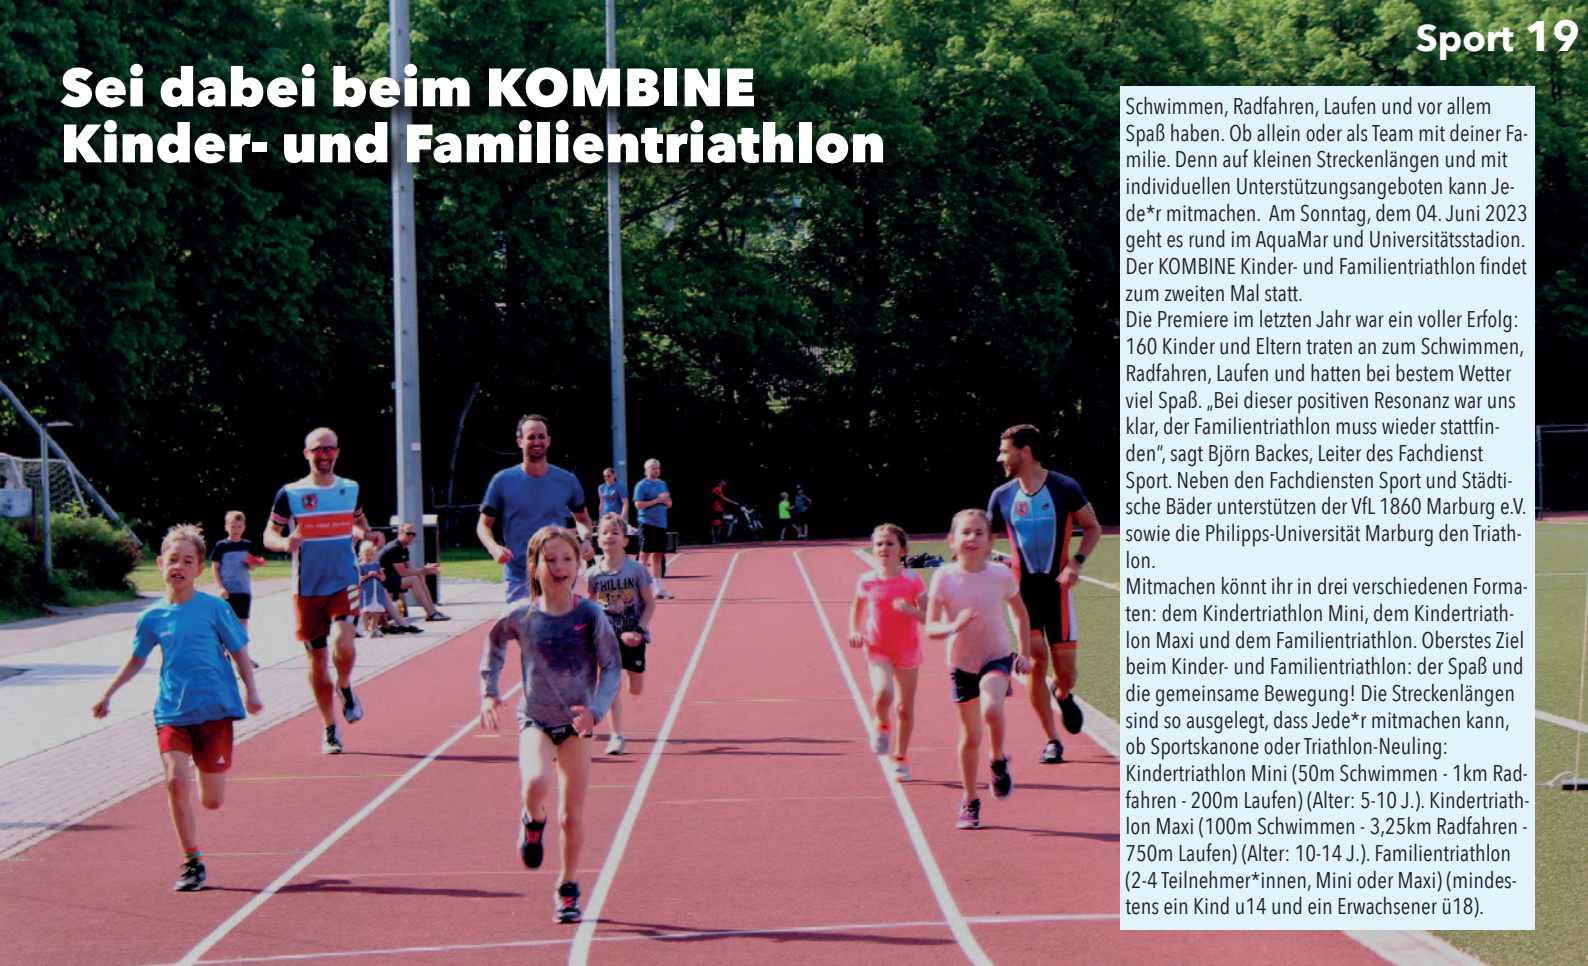 Sport 19
Sei dabei beim KOMBINE
Kinder- und Familientriathlon
Schwimmen, Radfahren, Laufen und vor allem
Spaß haben. Ob allein oder als Team mit deiner Fa-
milie. Denn auf kleinen Streckenlängen und mit
individuellen Unterstützungsangeboten kann Je-
de*r mitmachen.  Am Sonntag, dem 04. Juni 2023
geht es rund im AquaMar und Universitätsstadion.
Der KOMBINE Kinder- und Familientriathlon findet
zum zweiten Mal statt.
Die Premiere im letzten Jahr war ein voller Erfolg:
160 Kinder und Eltern traten an zum Schwimmen,
Radfahren, Laufen und hatten bei bestem Wetter
viel Spaß. „Bei dieser positiven Resonanz war uns
klar, der Familientriathlon muss wieder stattfin-
den“, sagt Björn Backes, Leiter des Fachdienst
Sport. Neben den Fachdiensten Sport und Städti-
sche Bäder unterstützen der VfL 1860 Marburg e.V.
sowie die Philipps-Universität Marburg den Triath-
lon.
Mitmachen könnt ihr in drei verschiedenen Forma-
ten: dem Kindertriathlon Mini, dem Kindertriath-
lon Maxi und dem Familientriathlon. Oberstes Ziel
beim Kinder- und Familientriathlon: der Spaß und
die gemeinsame Bewegung! Die Streckenlängen
sind so ausgelegt, dass Jede*r mitmachen kann,
ob Sportskanone oder Triathlon-Neuling:
Kindertriathlon Mini (50m Schwimmen - 1km Rad-
fahren - 200m Laufen) (Alter: 5-10 J.). Kindertriath-
lon Maxi (100m Schwimmen - 3,25km Radfahren -
750m Laufen) (Alter: 10-14 J.). Familientriathlon
(2-4 Teilnehmer*innen, Mini oder Maxi) (mindes-
tens ein Kind u14 und ein Erwachsener ü18).
CHILLIN